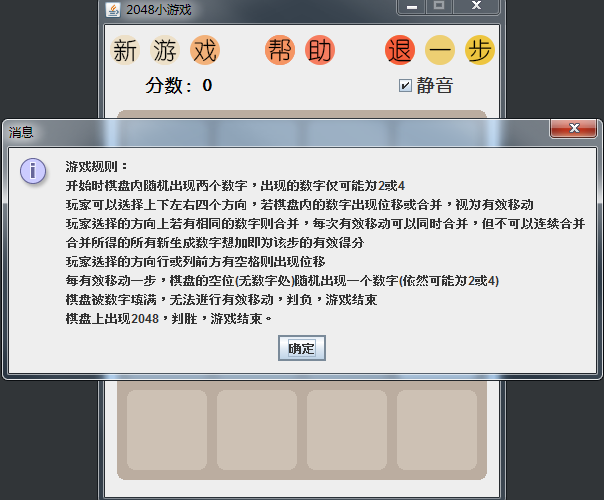 2048小游戏
新 游 戏 帮 助 退 一 步
分数: 0 静音
消息
游戏规则：
开始时棋盘内随机出现两个数字，出现的数字仅可能为2或4
玩家可以选择上下左右四个方向，若棋盘内的数字出现位移或合并，视为有效移动
玩家选择的方向上若有相同的数字则合并，每次有效移动可以同时合并，但不可以连续合并
合并所得的所有新生成数字想加即为该步的有效得分
玩家选择的方向行或列前方有空格则出现位移
每有效移动一步，棋盘的空位(无数字处)随机出现一个数字(依然可能为2或4)
棋盘被数字填满，无法进行有效移动，判负，游戏结束
棋盘上出现2048，判胜，游戏结束。
确定